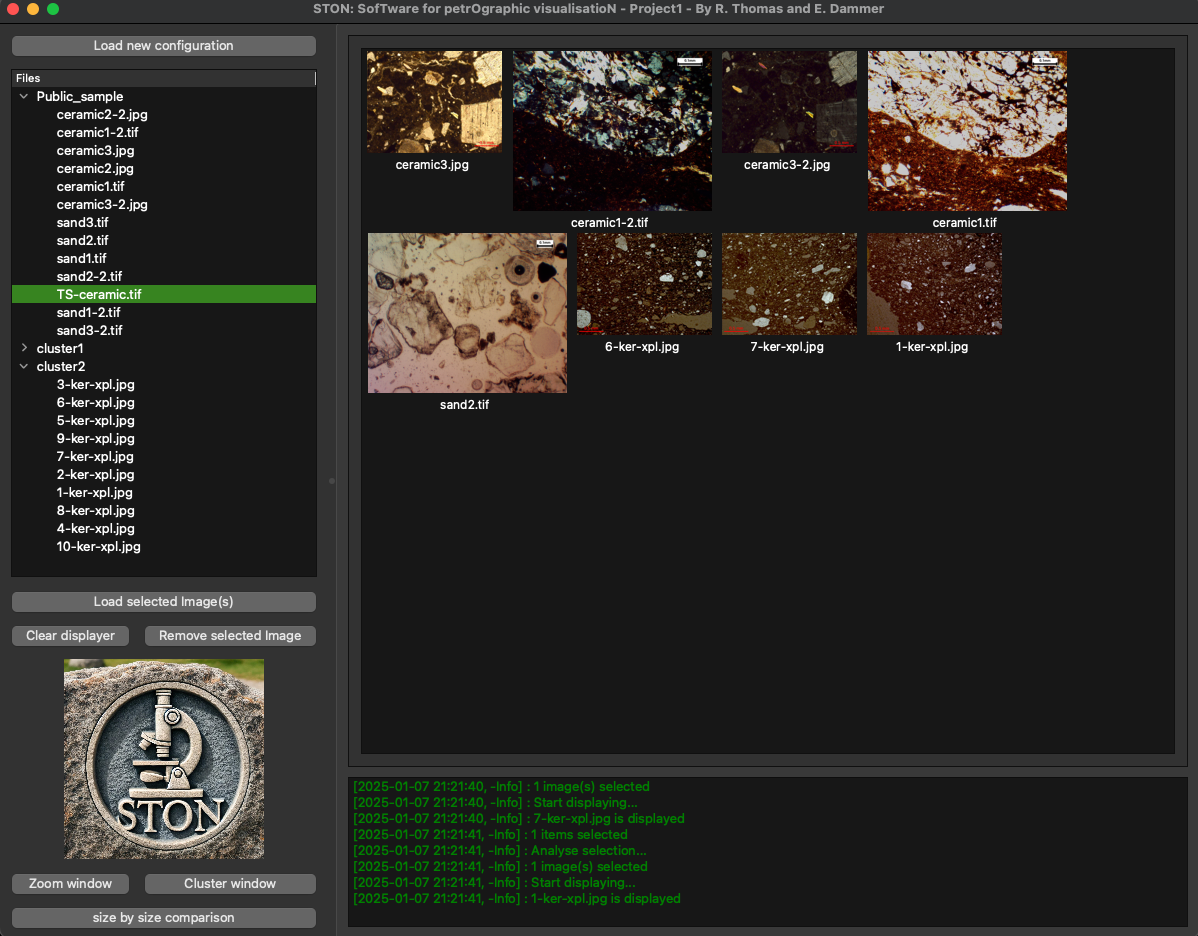 STON: SofTware for petrOgraphic visualisatioN - Project1 - By R. Thomas and E. Dammer
Load new configuration
Files
Public_sample
ceramic2-2.jpg
ceramic1-2.tif
ceramic3.jpg
ceramic2.jpg
ceramic1.tif
ceramic3-2.jpg
sand3.tif
sand2.tif
sand1.tif
sand2-2.tif
TS-ceramic.tif
sand1-2.tif
sand3-2.tif
cluster1
cluster2
3-ker-xpl.jpg
6-ker-xpl.jpg
5-ker-xpl.jpg
9-ker-xpl.jpg
7-ker-xpl.jpg
2-ker-xpl.jpg
1-ker-xpl.jpg
8-ker-xpl.jpg
4-ker-xpl.jpg
10-ker-xpl.jpg
Load selected Image(s)
Clear displayer
Remove selected Image
STON
Zoom window
Cluster window
size by size comparison
ceramic3.jpg
ceramic1-2.tif
ceramic3-2.jpg
ceramic1.tif
sand2.tif
6-ker-xpl.jpg
7-ker-xpl.jpg
1-ker-xpl.jpg
[2025-01-07 21:21:40, -Info] : 1 image(s) selected
[2025-01-07 21:21:40, -Info] : Start displaying...
[2025-01-07 21:21:40, -Info] : 7-ker-xpl.jpg is displayed
[2025-01-07 21:21:41, -Info] : 1 items selected
[2025-01-07 21:21:41, -Info] : Analyse selection...
[2025-01-07 21:21:41, -Info] : 1 image(s) selected
[2025-01-07 21:21:41, -Info] : Start displaying...
[2025-01-07 21:21:41, -Info] : 1-ker-xpl.jpg is displayed